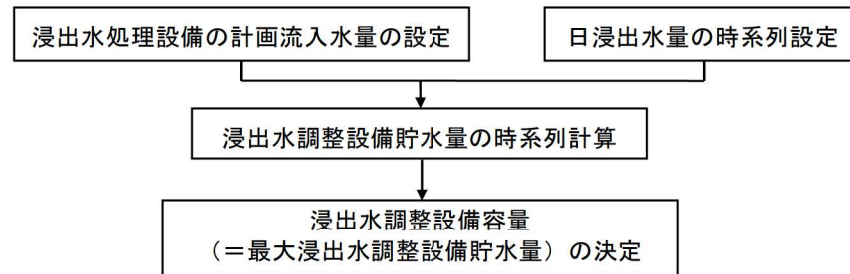 浸出水処理設備の計画流入水量の設定
日浸出水量の時系列設定
浸出水調整設備貯水量の時系列計算
浸出水調整設備容量
（＝最大浸出水調整設備貯水量）の決定